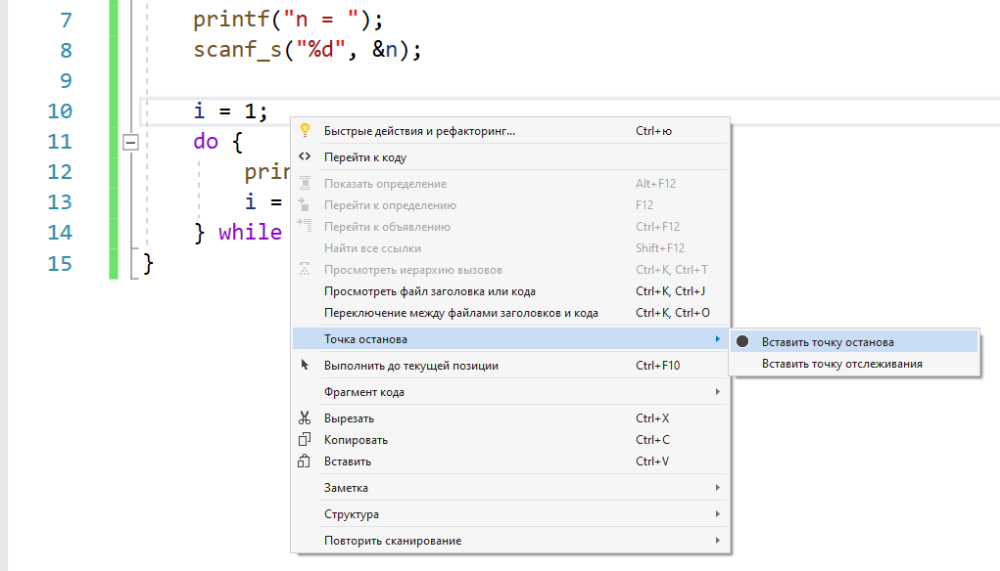 7 printf("n = ");
8 scanf_s("%d", &n);
9
10 i = 1;
11 do {
12 prin
13 i =
14 } while
15 }
Быстрые действия и рефакторинг... Ctrl+ю
Перейти к коду
Показать определение Alt+F12
Перейти к определению F12
Перейти к объявлению Ctrl+F12
Найти все ссылки Shift+F12
Просмотреть иерархию вызовов Ctrl+K, Ctrl+T
Просмотреть файл заголовка или кода Ctrl+K, Ctrl+J
Переключение между файлами заголовков и кода Ctrl+K, Ctrl+O
Точка останова
Вставить точку останова
Вставить точку отслеживания
Выполнить до текущей позиции Ctrl+F10
Фрагмент кода
Вырезать Ctrl+X
Копировать Ctrl+C
Вставить Ctrl+V
Заметка
Структура
Повторить сканирование